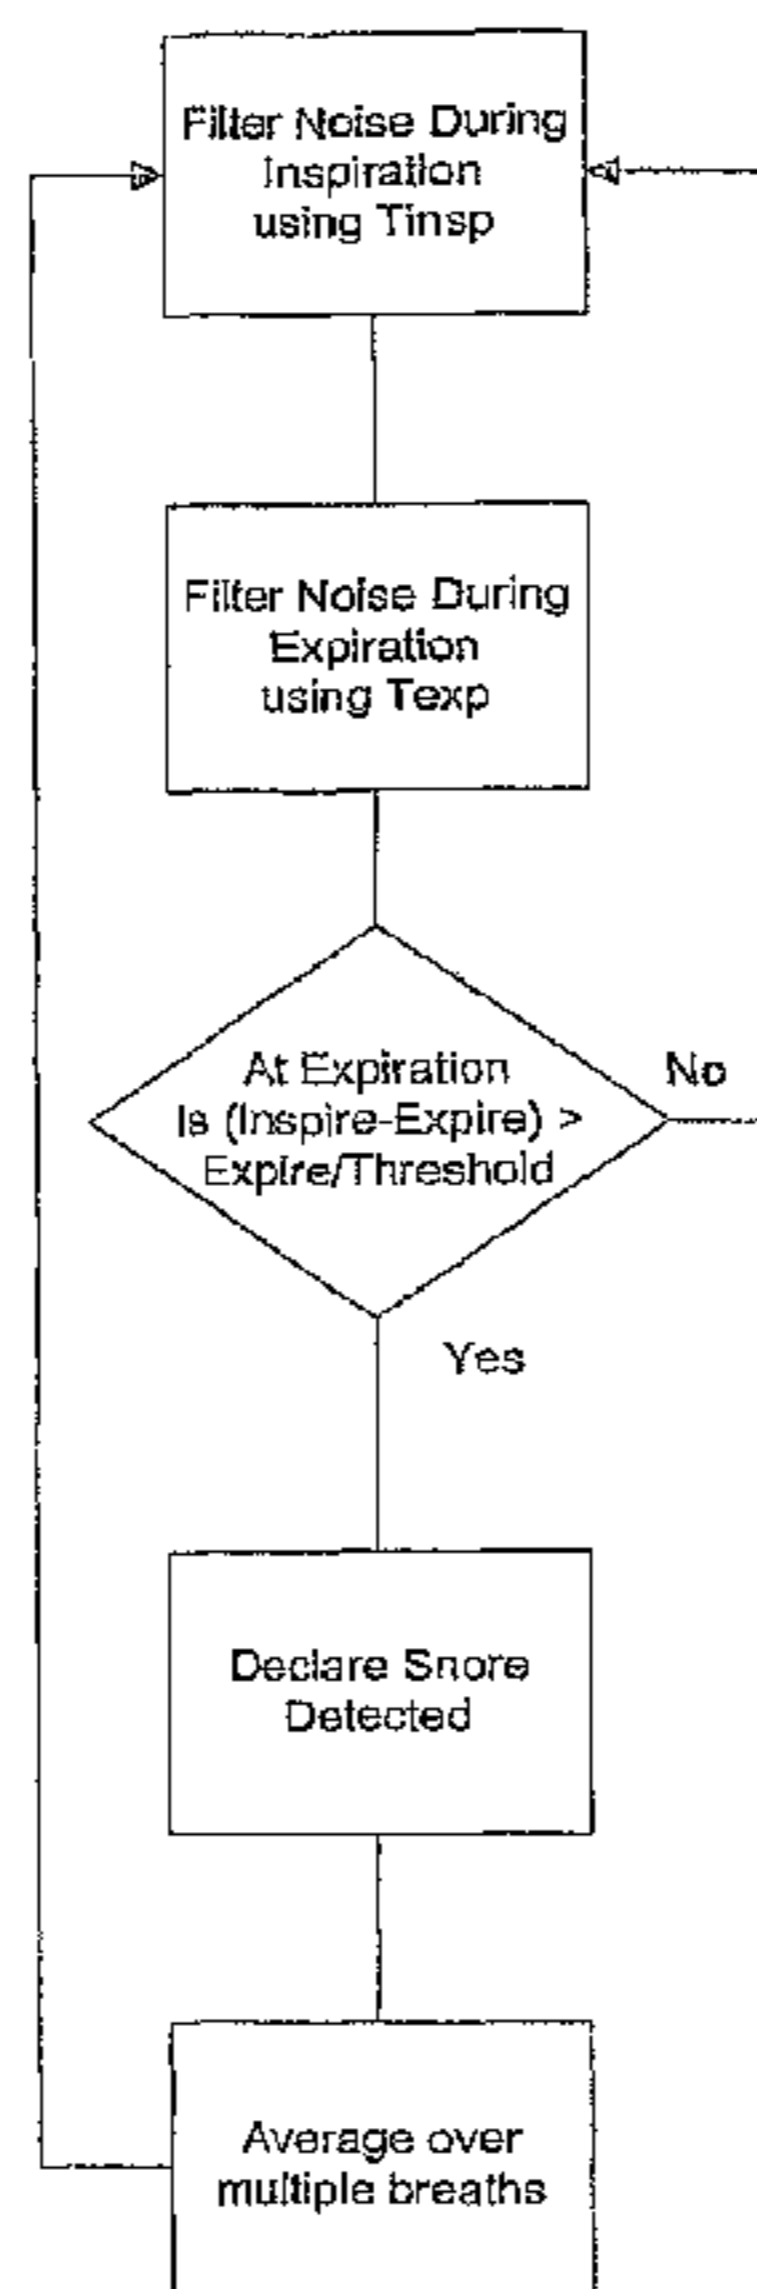 Filter Noise During
Inspiration
using Tinsp
Filter Noise During
Expiration
using Texp
At Expiration
Is (Inspire-Expire) >
Expire/Threshold
No
Yes
Declare Snore
Detected
Average over
multiple breaths